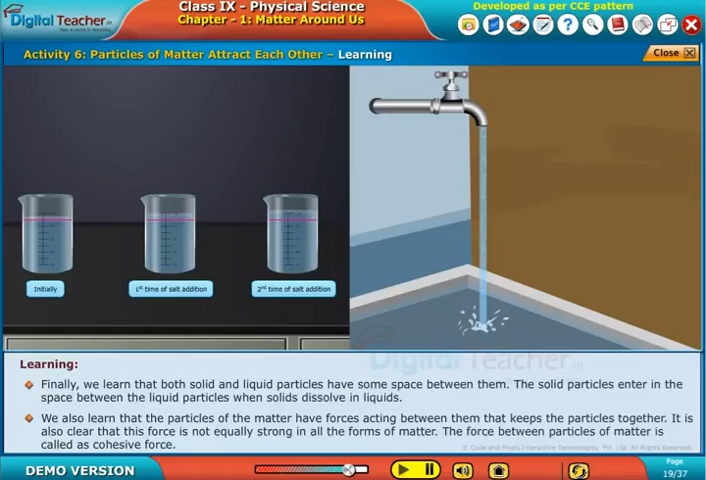 Digital Teacher.in
Class IX - Physical Science
Chapter - 1: Matter Around Us
Developed as per CCE pattern
Activity 6: Particles of Matter Attract Each Other – Learning
Close
Initially
1st time of salt addition
2nd time of salt addition
Digital Teacher.in
Learning:
Finally, we learn that both solid and liquid particles have some space between them. The solid particles enter in the
space between the liquid particles when solids dissolve in liquids.
We also learn that the particles of the matter have forces acting between them that keeps the particles together. It is
also clear that this force is not equally strong in all the forms of matter. The force between particles of matter is
called as cohesive force.
DEMO VERSION
Page
19/37